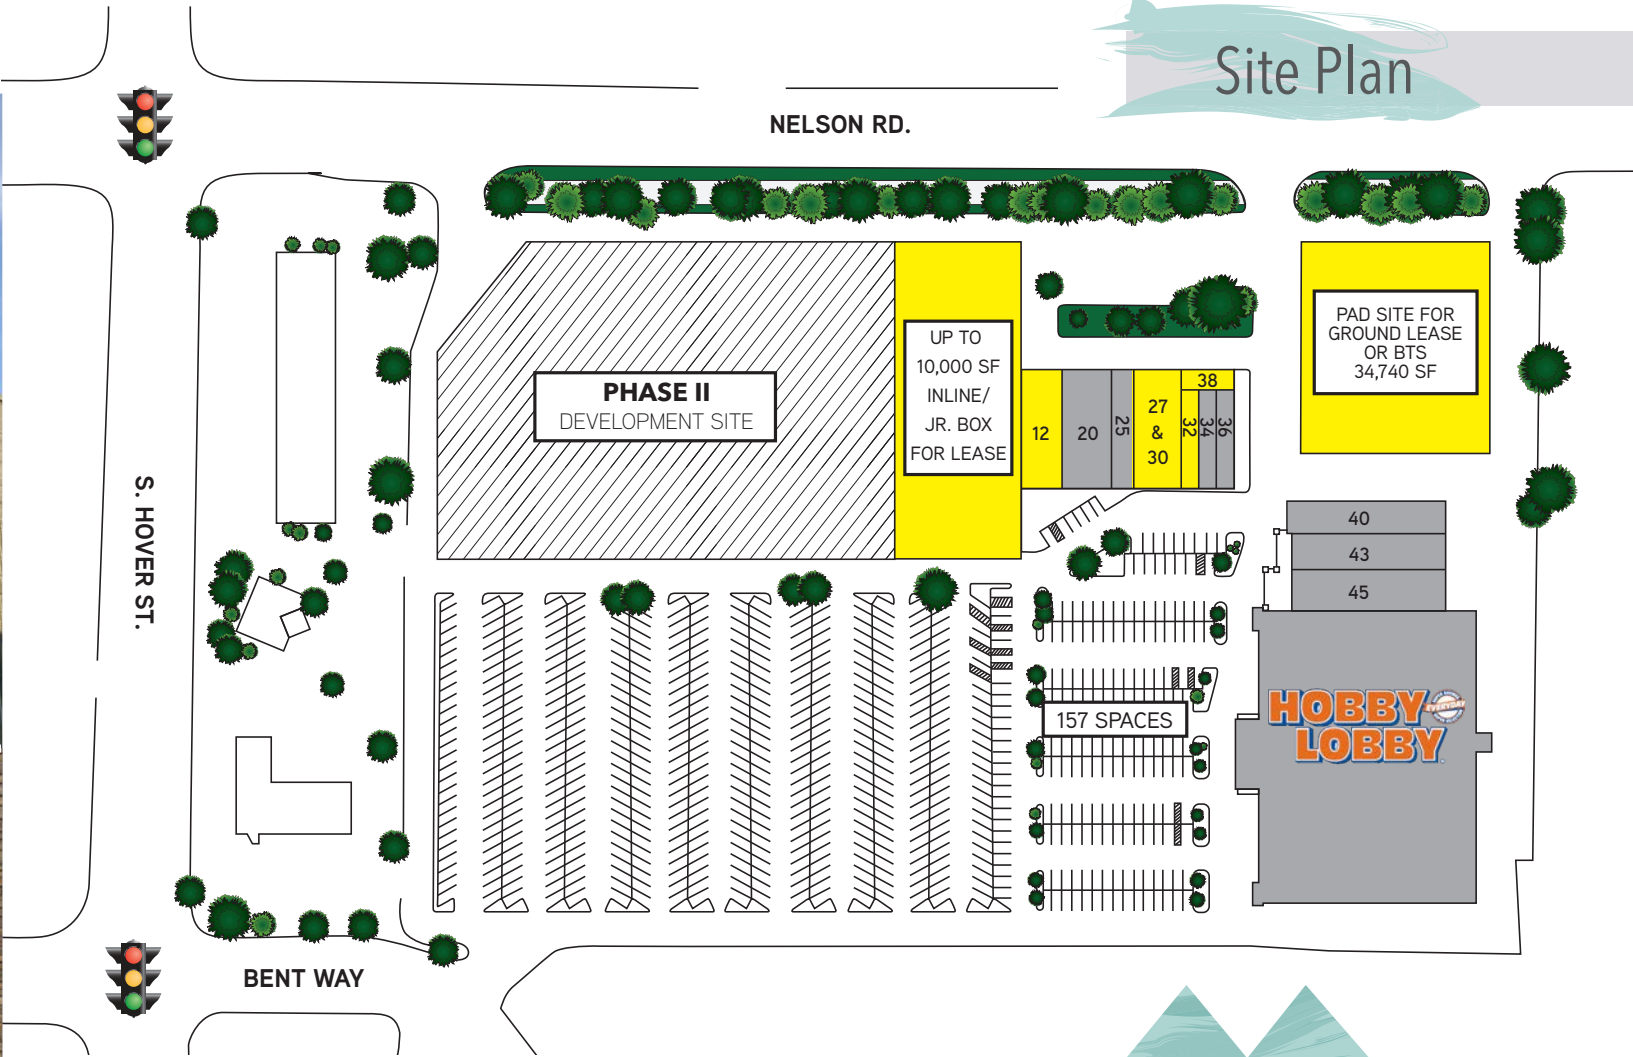 Site Plan
NELSON RD.
PHASE II
DEVELOPMENT SITE
UP TO
10,000 SF
INLINE/
JR. BOX
FOR LEASE
12
20
25
27
&
30
38
32
34
36
PAD SITE FOR
GROUND LEASE
OR BTS
34,740 SF
S. HOVER ST.
40
43
45
157 SPACES
HOBBY
LOBBY
EVERYDAY
BENT WAY